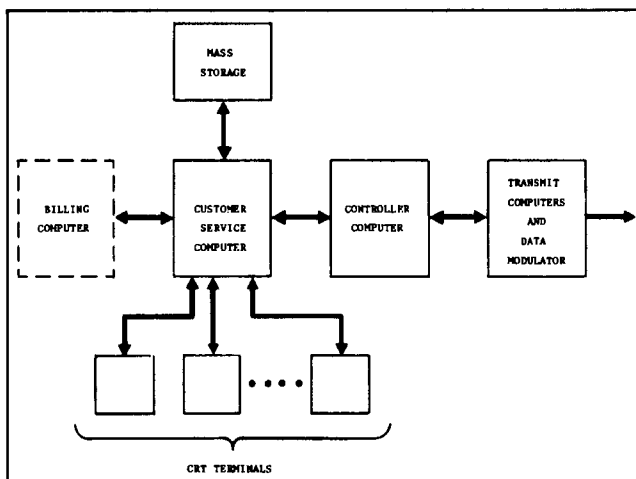 MASS
STORAGE
BILLING
COMPUTER
CUSTOMER
SERVICE
COMPUTER
CONTROLLER
COMPUTER
TRANSMIT
COMPUTERS
AND
DATA
MODULATOR
CRT TERMINALS